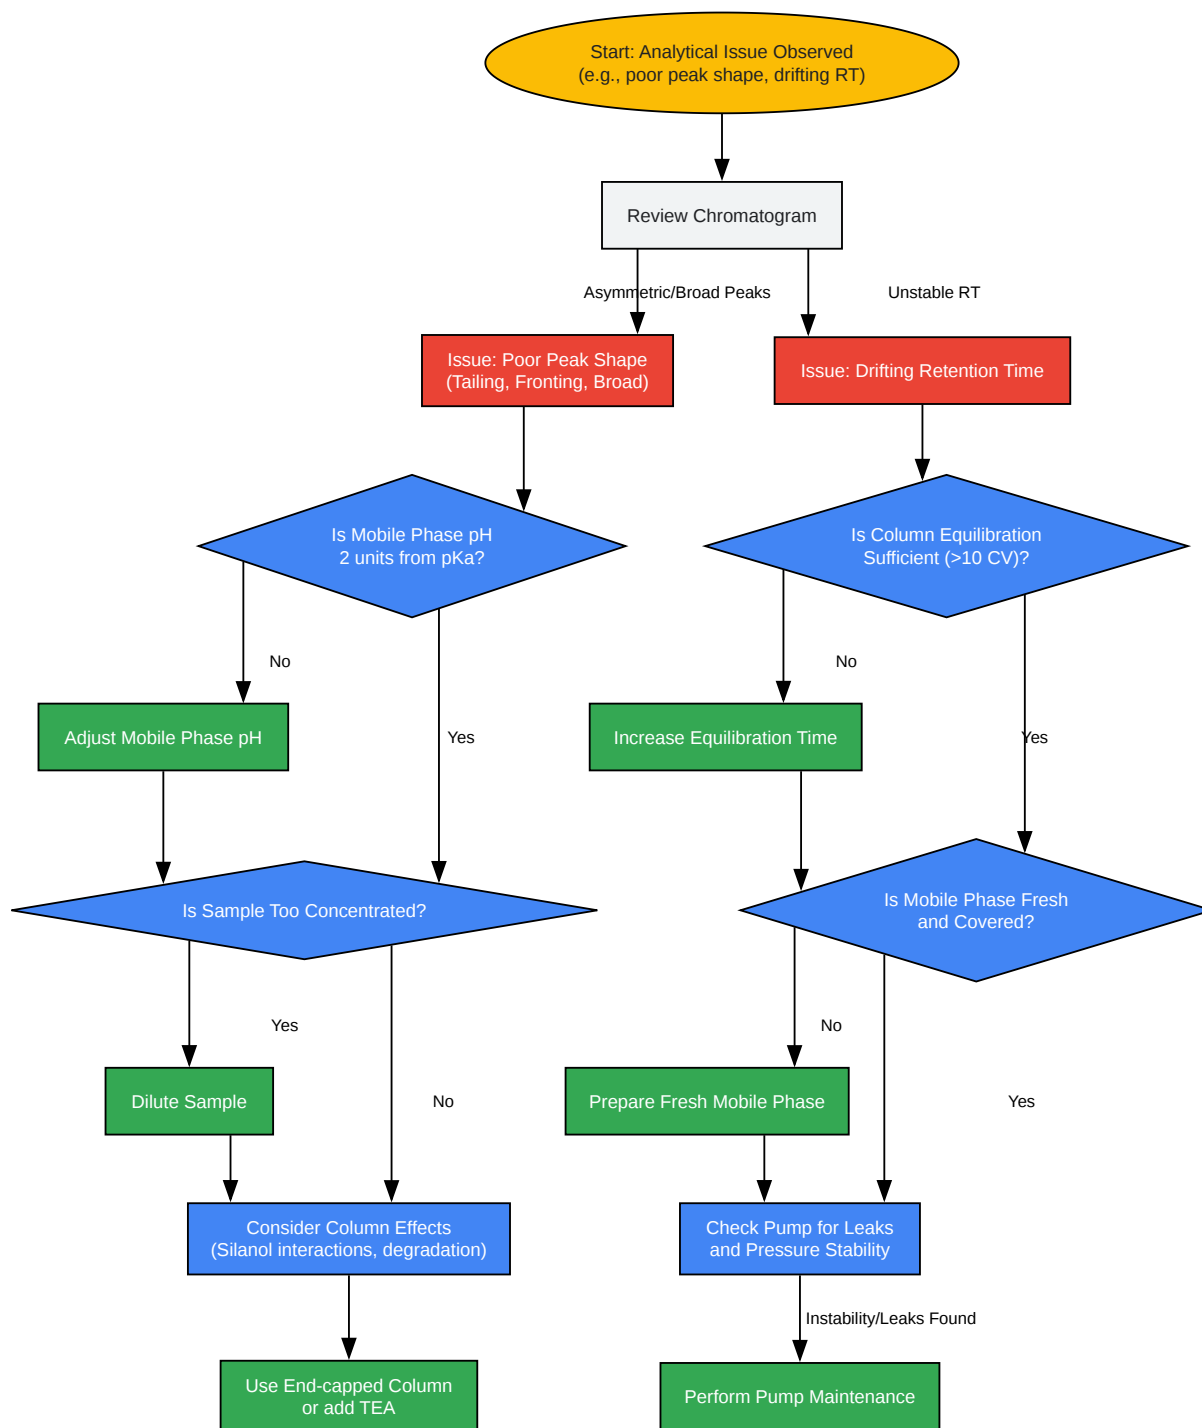 Start: Analytical Issue Observed
(e.g., poor peak shape, drifting RT)
Review Chromatogram
Asymmetric/Broad Peaks
Unstable RT
Issue: Poor Peak Shape
(Tailing, Fronting, Broad)
Issue: Drifting Retention Time
Is Mobile Phase pH
2 units from pKa?
Is Column Equilibration
Sufficient (>10 CV)?
No
No
Adjust Mobile Phase pH
Yes
Increase Equilibration Time
Yes
Is Sample Too Concentrated?
Is Mobile Phase Fresh
and Covered?
Yes
No
Dilute Sample
No
Prepare Fresh Mobile Phase
Yes
Consider Column Effects
(Silanol interactions, degradation)
Check Pump for Leaks
and Pressure Stability
Instability/Leaks Found
Use End-capped Column
or add TEA
Perform Pump Maintenance